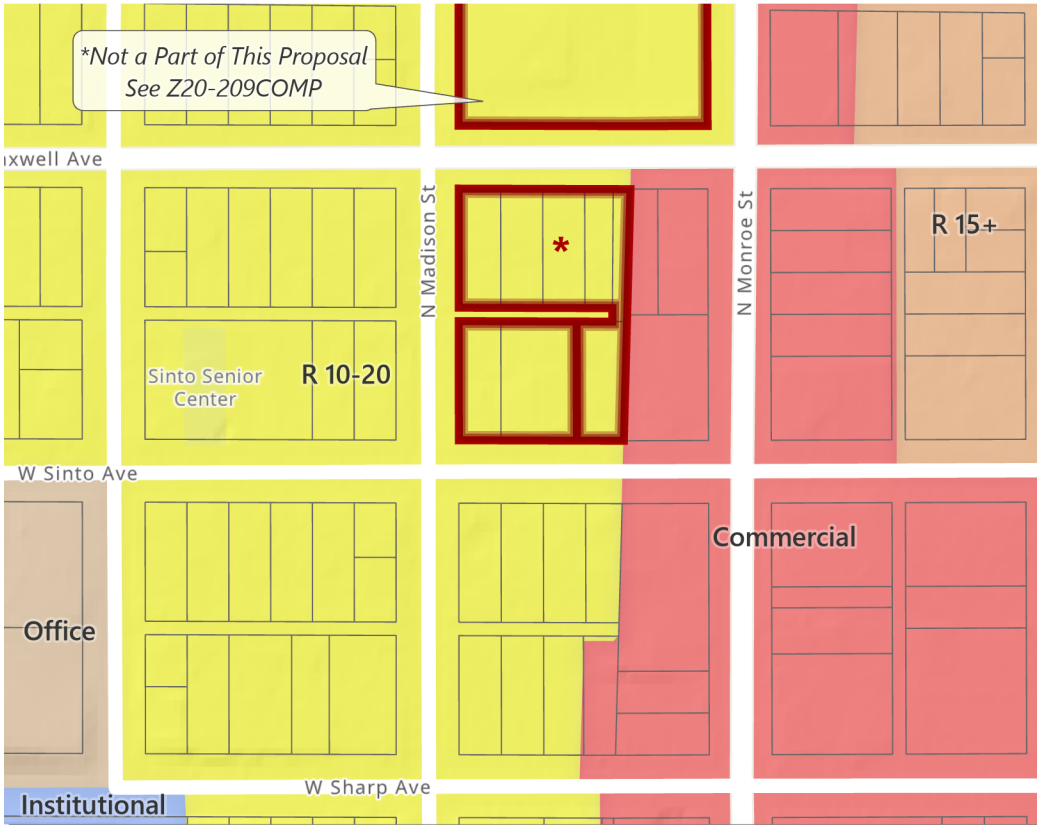 *Not a Part of This Proposal
See Z20-209COMP
axwell Ave
N Madison St
N Monroe St
R 15+
*
Sinto Senior
Center
R 10-20
W Sinto Ave
Commercial
Office
W Sharp Ave
Institutional